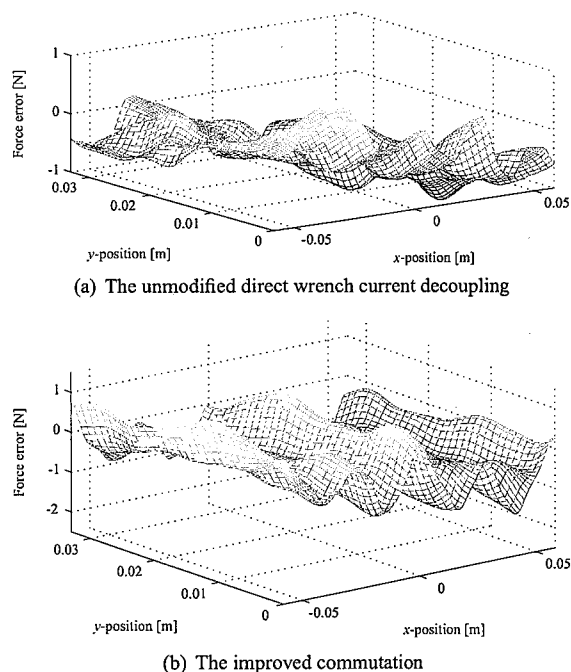 1
0
-1
Force error [N]
0.03
0.02
0.01
0
y-position [m]
-0.05
0
0.05
x-position [m]
(a) The unmodified direct wrench current decoupling
1
0
-1
-2
Force error [N]
0.03
0.02
0.01
0
y-position [m]
-0.05
0
0.05
x-position [m]
(b) The improved commutation